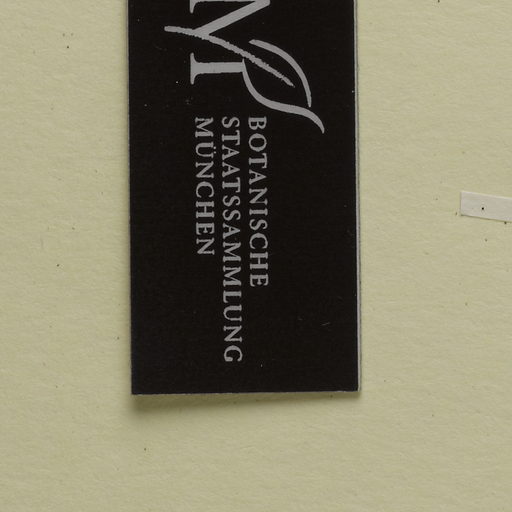 M
BOTANISCHE
STAATSSAMMLUNG
MÜNCHEN